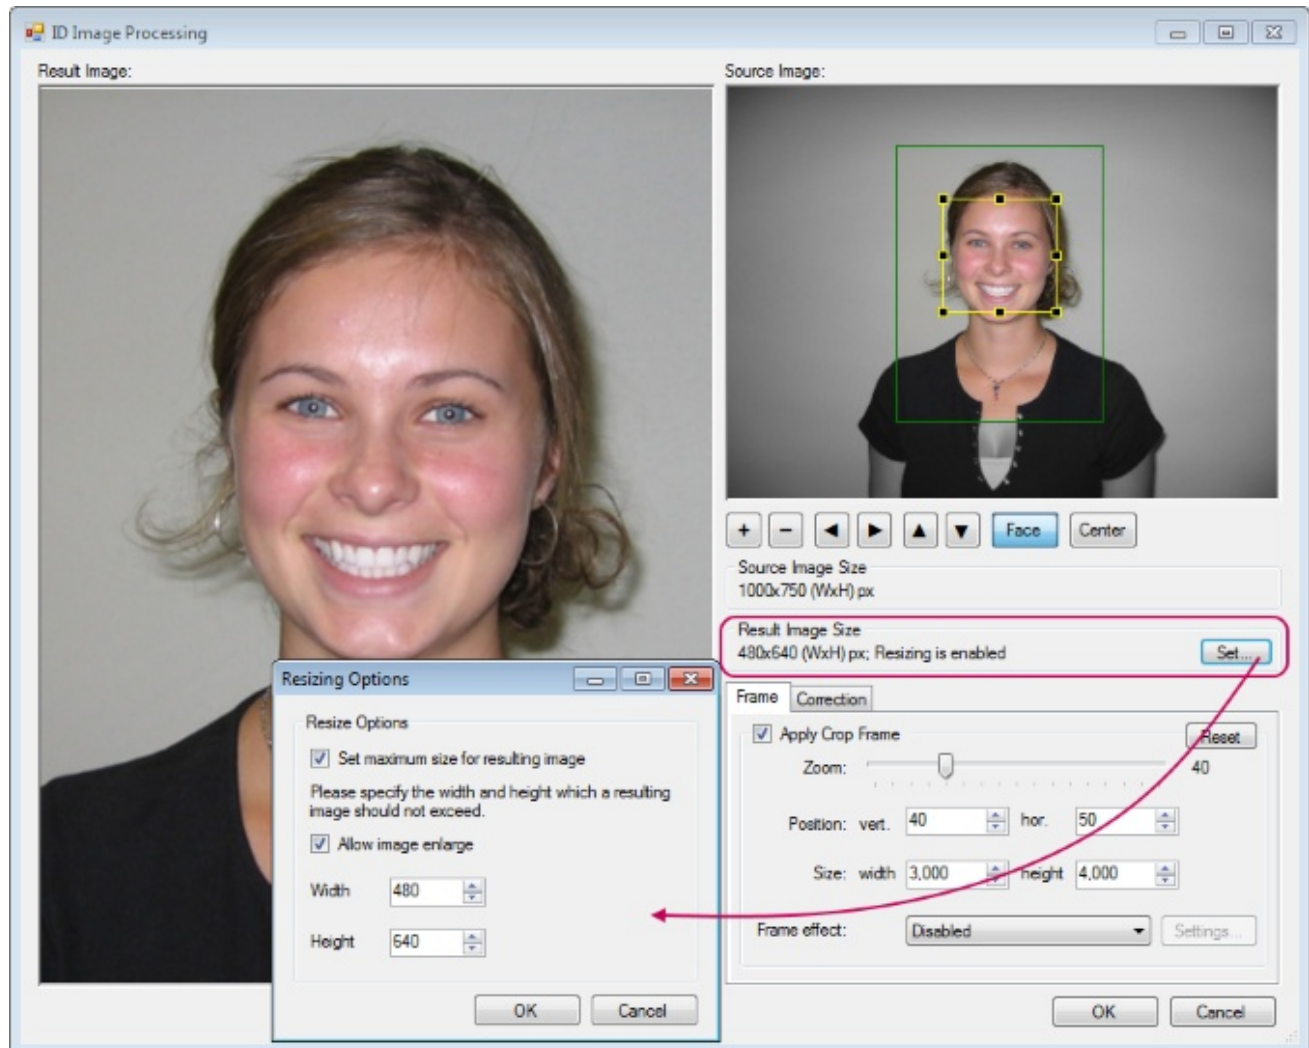 ID Image Processing
Result Image:
Source Image:
+ - ◀ ▶ ▲ ▼ Face Center
Source Image Size
1000x750 (WxH) px
Result Image Size
480x640 (WxH) px; Resizing is enabled Set...
Frame Correction
Apply Crop Frame Reset
Zoom: 40
Position: vert. 40 hor. 50
Size: width 3,000 height 4,000
Frame effect: Disabled Settings...
OK Cancel
Resizing Options
Resize Options
Set maximum size for resulting image
Please specify the width and height which a resulting
image should not exceed.
Allow image enlarge
Width 480
Height 640
OK Cancel